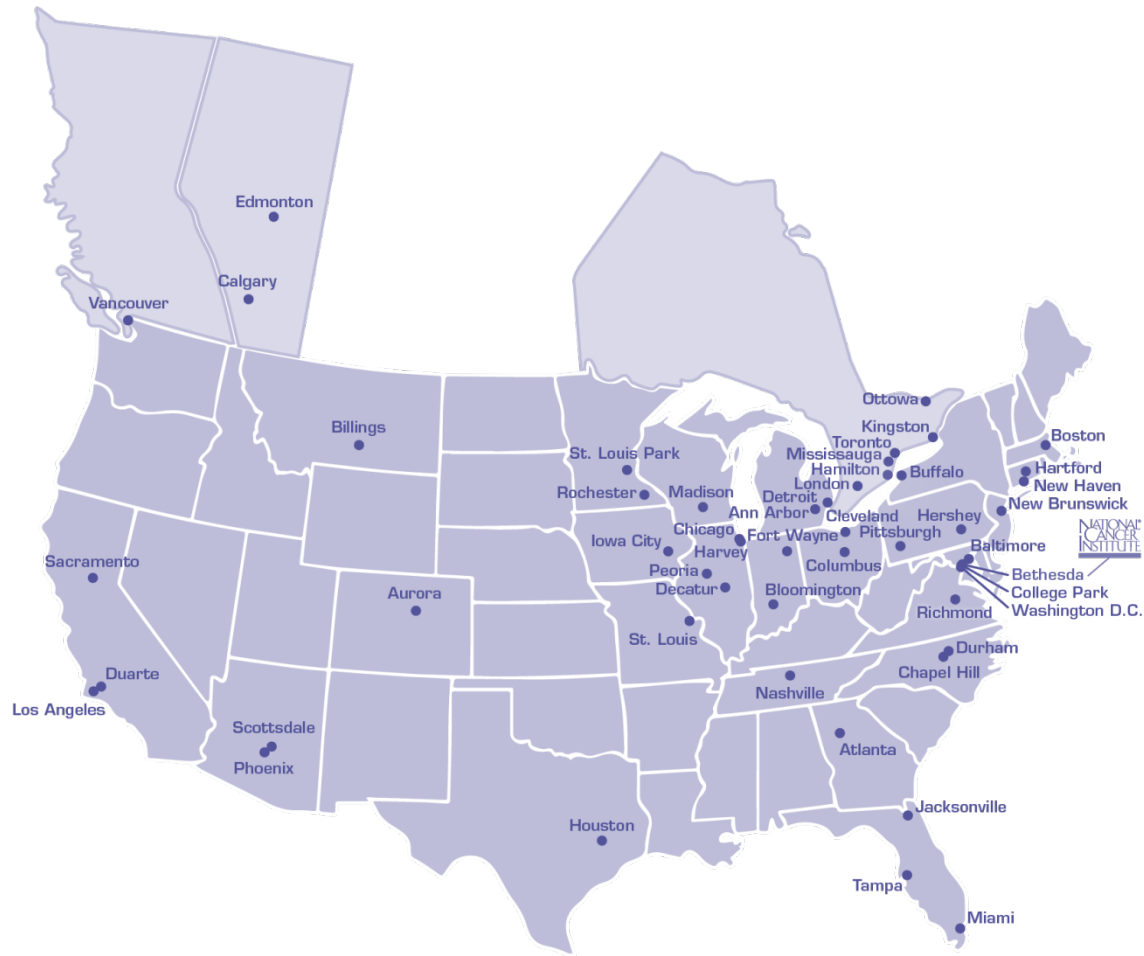 Edmonton
Calgary
Vancouver
Ottowa
Billings
Kingston
Toronto
Boston
St. Louis Park
Mississauga
Hamilton
Buffalo
Hartford
London
New Haven
Rochester
Madison
Detroit
Ann Arbor
New Brunswick
Cleveland
Hershey
Chicago
Fort Wayne
Pittsburgh
NATIONAL
CANCER
INSTITUTE
Iowa City
Harvey
Baltimore
Sacramento
Peoria
Columbus
Bethesda
Decatur
Bloomington
College Park
Aurora
Richmond
Washington D.C.
St. Louis
Durham
Duarte
Nashville
Chapel Hill
Los Angeles
Scottsdale
Phoenix
Atlanta
Jacksonville
Houston
Tampa
Miami